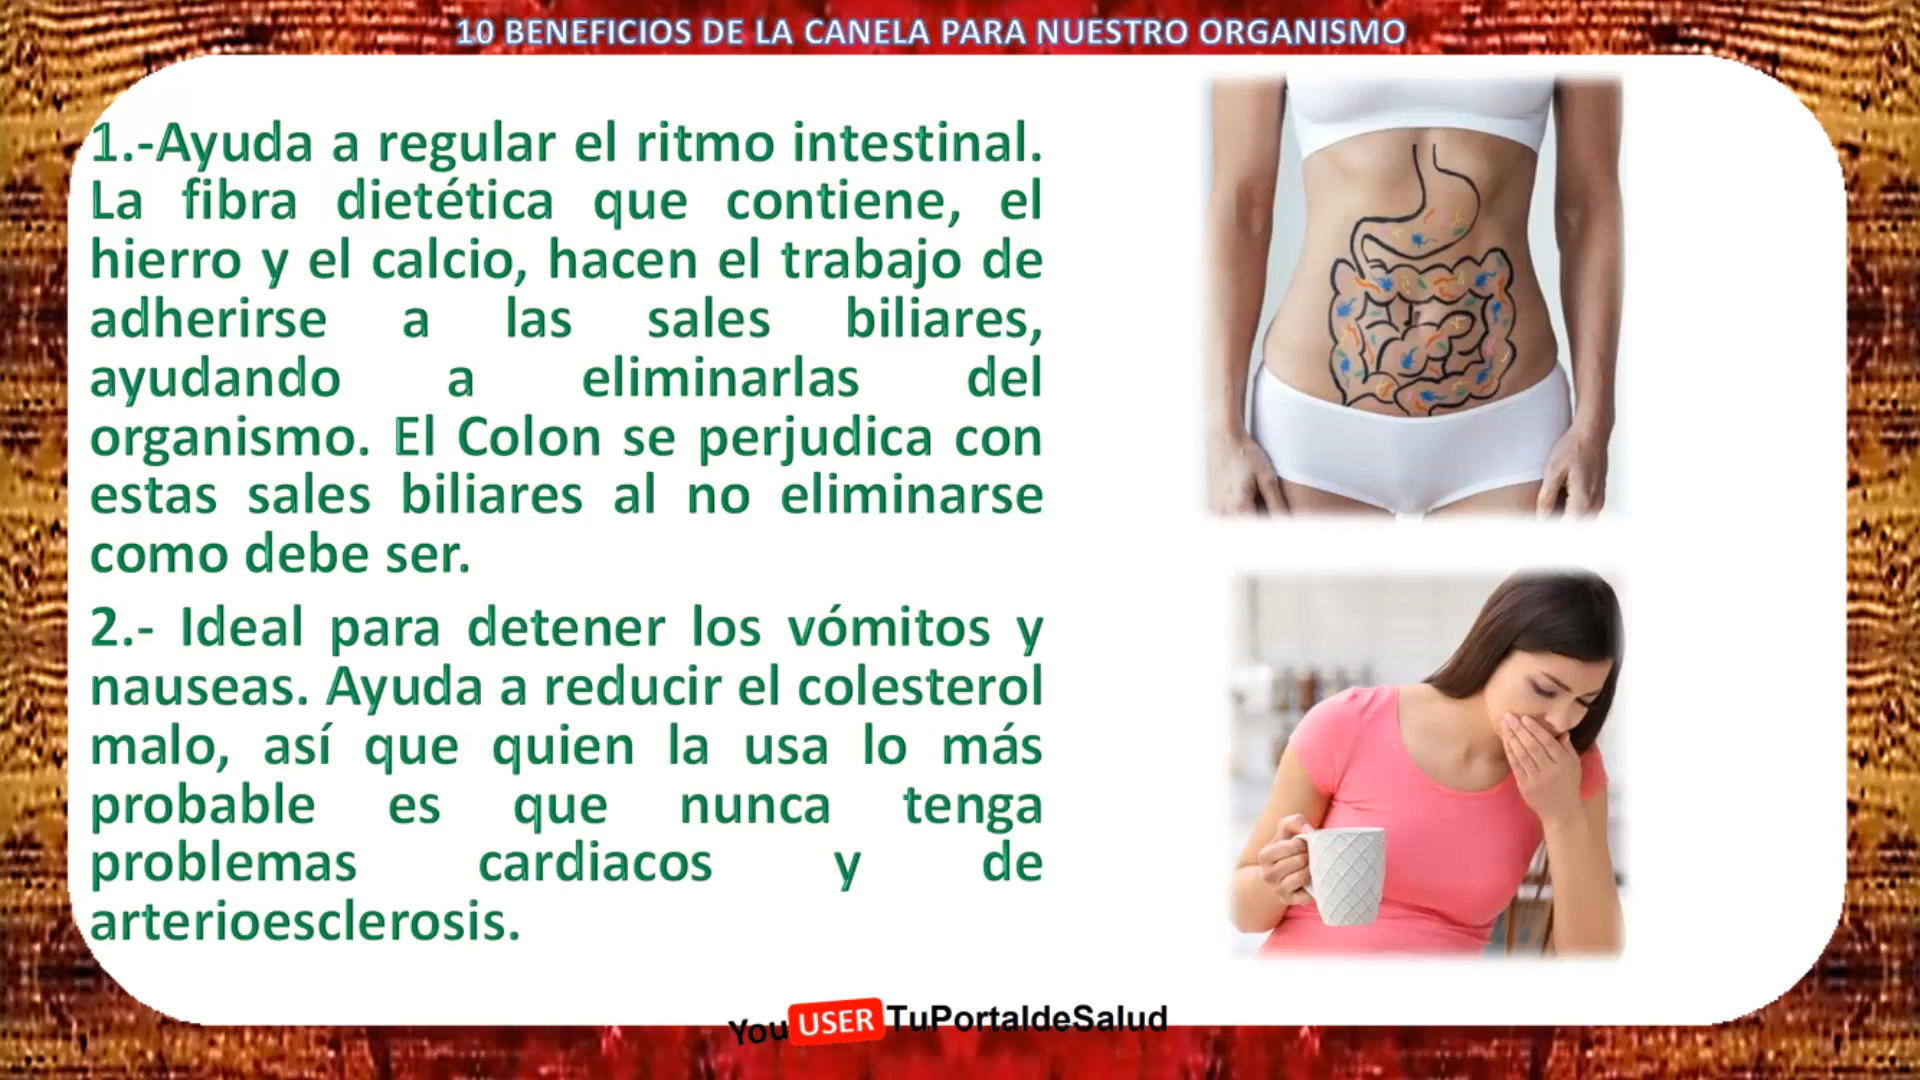 10 BENEFICIOS DE LA CANELA PARA NUESTRO ORGANISMO
1.-Ayuda a regular el ritmo intestinal.
La fibra dietética que contiene, el
hierro y el calcio, hacen el trabajo de
adherirse a las sales biliares,
ayudando a eliminarlas del
organismo. El Colon se perjudica con
estas sales biliares al no eliminarse
como debe ser.
2.- Ideal para detener los vómitos y
nauseas. Ayuda a reducir el colesterol
malo, así que quien la usa lo más
probable es que nunca tenga
problemas cardiacos y de
arterioesclerosis.
You USER TuPortaldeSalud